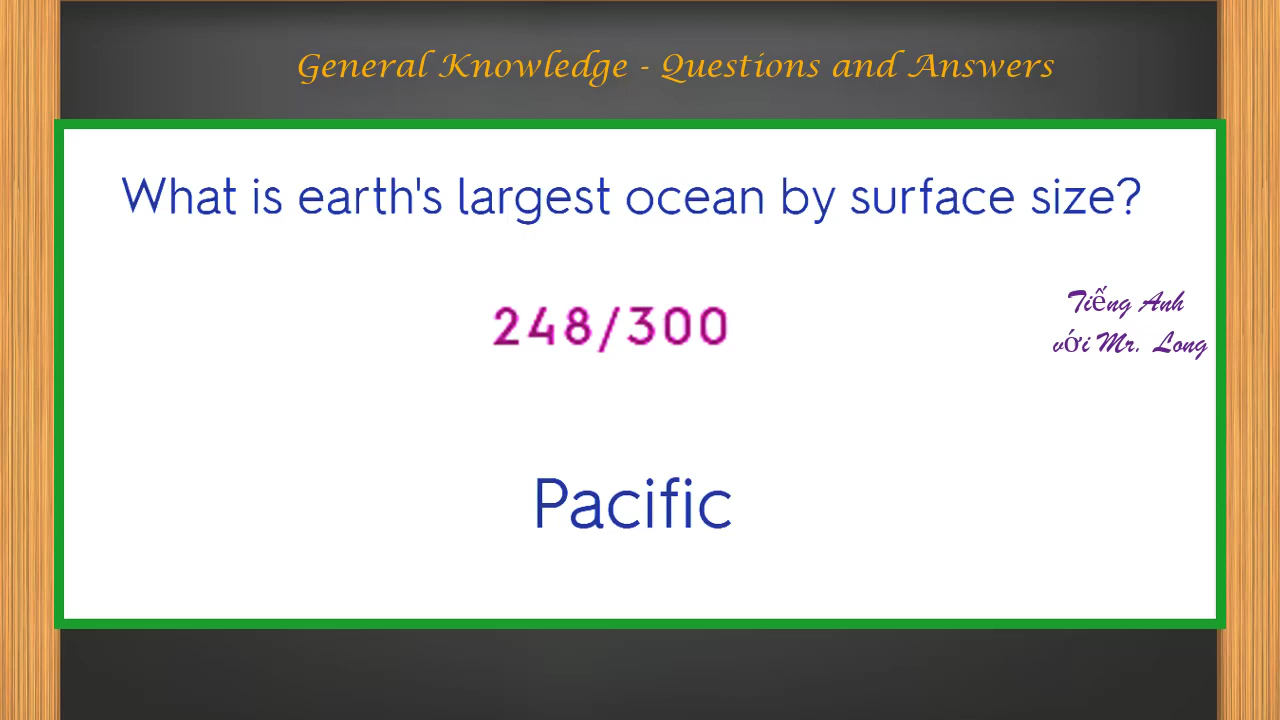 General Knowledge - Questions and Answers
What is earth's largest ocean by surface size?
248/300
Tiếng Anh
với Mr. Long
Pacific